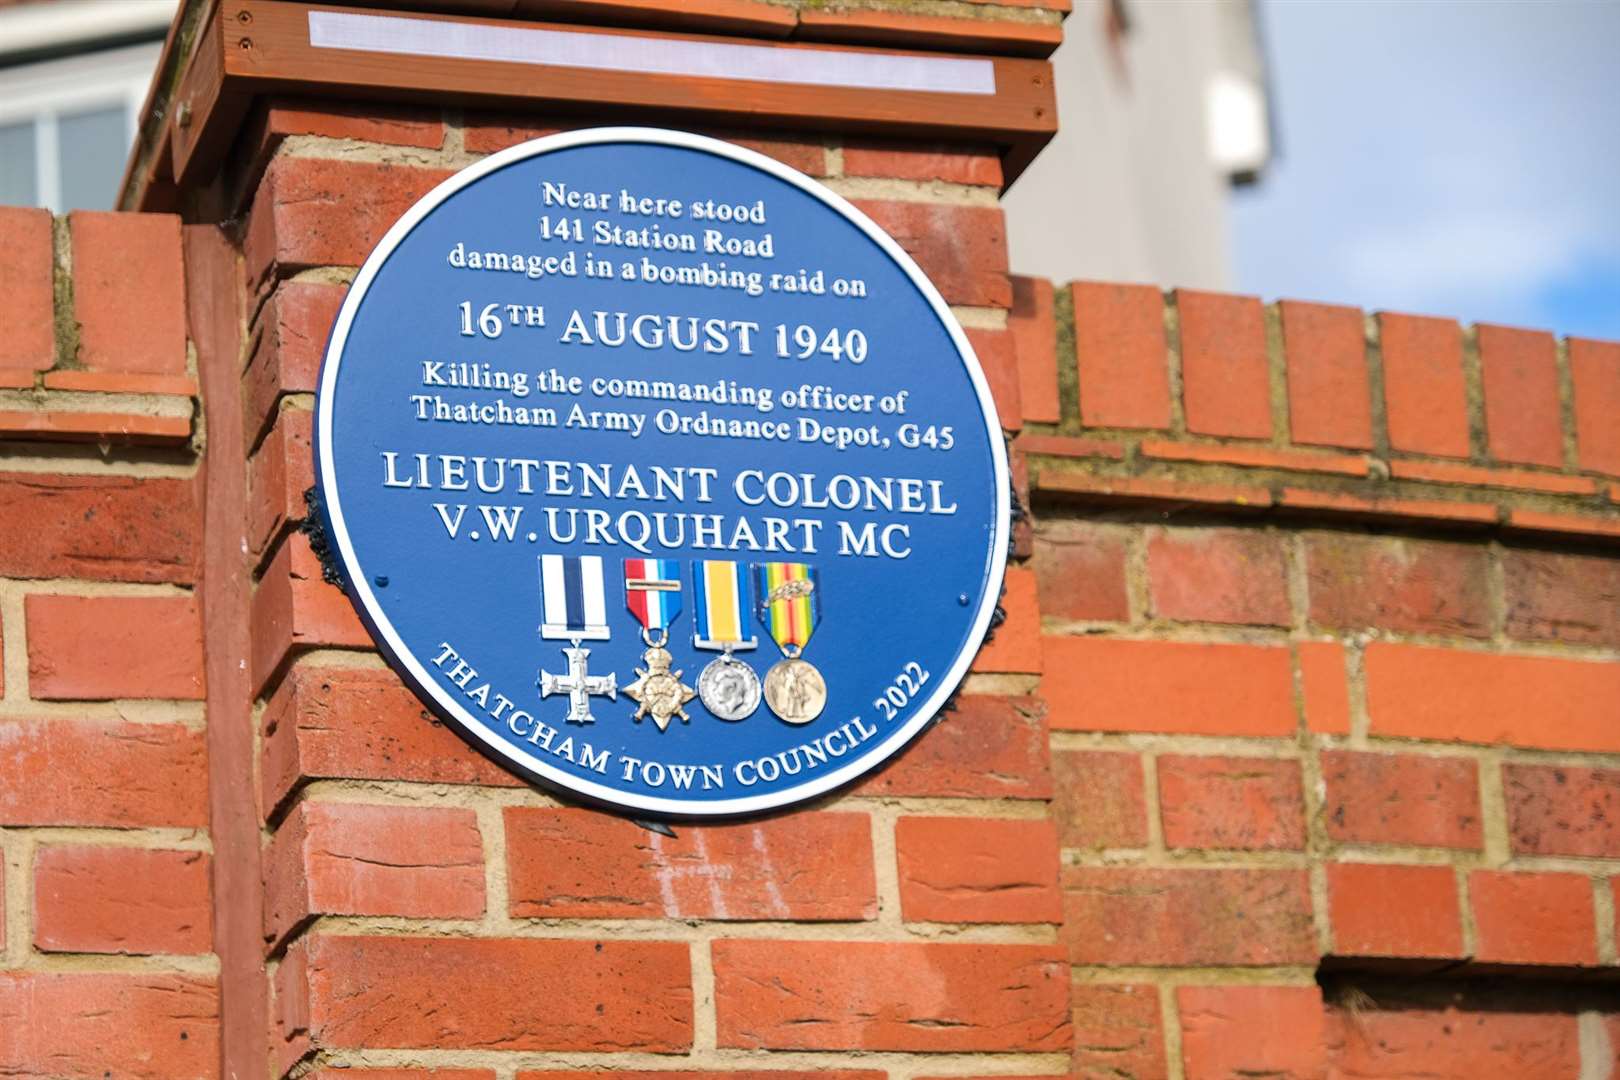 Near here stood
141 Station Road
damaged in a bombing raid on
16TH AUGUST 1940
Killing the commanding officer of
Thatcham Army Ordnance Depot, G45
LIEUTENANT COLONEL
V.W. URQUHART MC
THATCHAM TOWN COUNCIL 2022